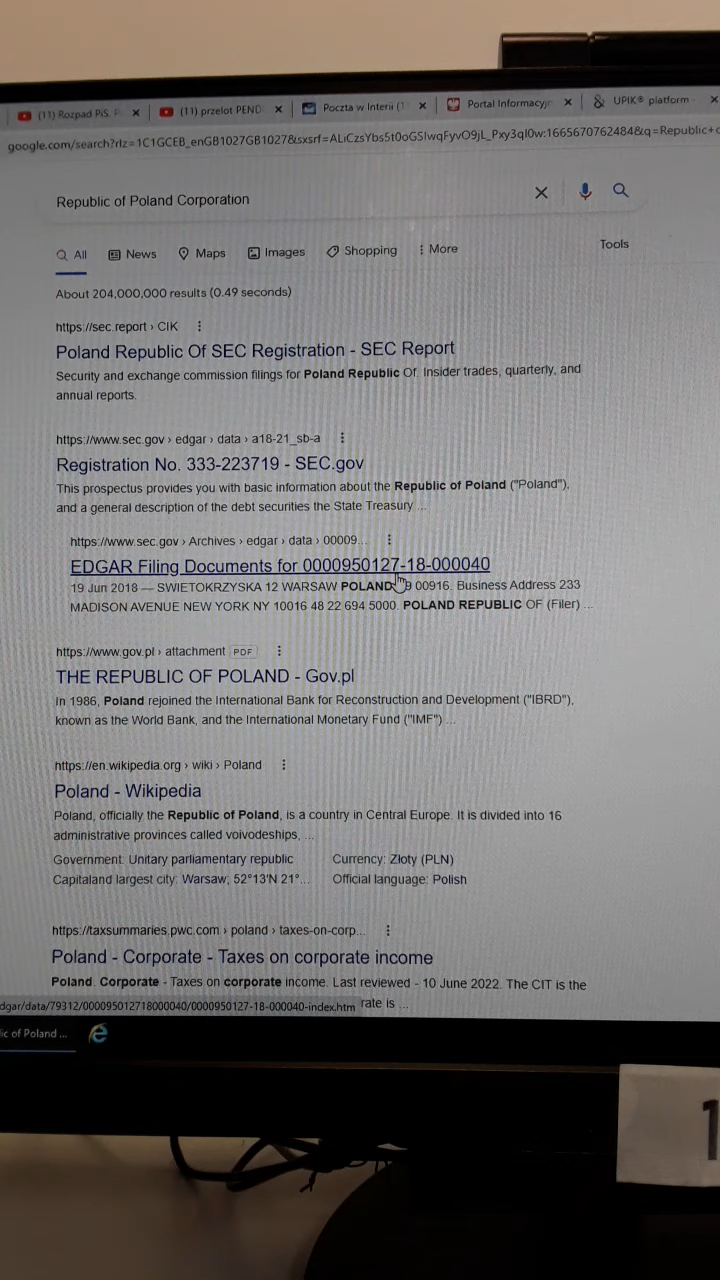 (11) Rozpad PiS. P
(11) przelot PEND
Poczta w Interii (1
Portal Informacyjn
UPIK® platform
google.com/search?rlz=1C1GCEB_enGB1027GB1027&sxsrf=ALiCzsYbs5t0oGSIwqFyvO9jL_Pxy3ql0w:1665670762484&q=Republic+c
Republic of Poland Corporation
All News Maps Images Shopping More Tools
About 204,000,000 results (0.49 seconds)
https://sec.report › CIK
Poland Republic Of SEC Registration - SEC Report
Security and exchange commission filings for Poland Republic Of. Insider trades, quarterly, and
annual reports.
https://www.sec.gov › edgar › data › a18-21_sb-a
Registration No. 333-223719 - SEC.gov
This prospectus provides you with basic information about the Republic of Poland ("Poland"),
and a general description of the debt securities the State Treasury ...
https://www.sec.gov › Archives › edgar › data › 00009...
EDGAR Filing Documents for 0000950127-18-000040
19 Jun 2018 — SWIETOKRZYSKA 12 WARSAW POLAND 00916. Business Address 233
MADISON AVENUE NEW YORK NY 10016 48 22 694 5000. POLAND REPUBLIC OF (Filer) ...
https://www.gov.pl › attachment PDF
THE REPUBLIC OF POLAND - Gov.pl
In 1986, Poland rejoined the International Bank for Reconstruction and Development ("IBRD"),
known as the World Bank, and the International Monetary Fund ("IMF") ...
https://en.wikipedia.org › wiki › Poland
Poland - Wikipedia
Poland, officially the Republic of Poland, is a country in Central Europe. It is divided into 16
administrative provinces called voivodeships, ...
Government: Unitary parliamentary republic Currency: Złoty (PLN)
Capitaland largest city: Warsaw; 52°13′N 21°... Official language: Polish
https://taxsummaries.pwc.com › poland › taxes-on-corp...
Poland - Corporate - Taxes on corporate income
Poland. Corporate - Taxes on corporate income. Last reviewed - 10 June 2022. The CIT is the
rate is ...
dgar/data/79312/000095012718000040/0000950127-18-000040-index.htm
lic of Poland ...
1